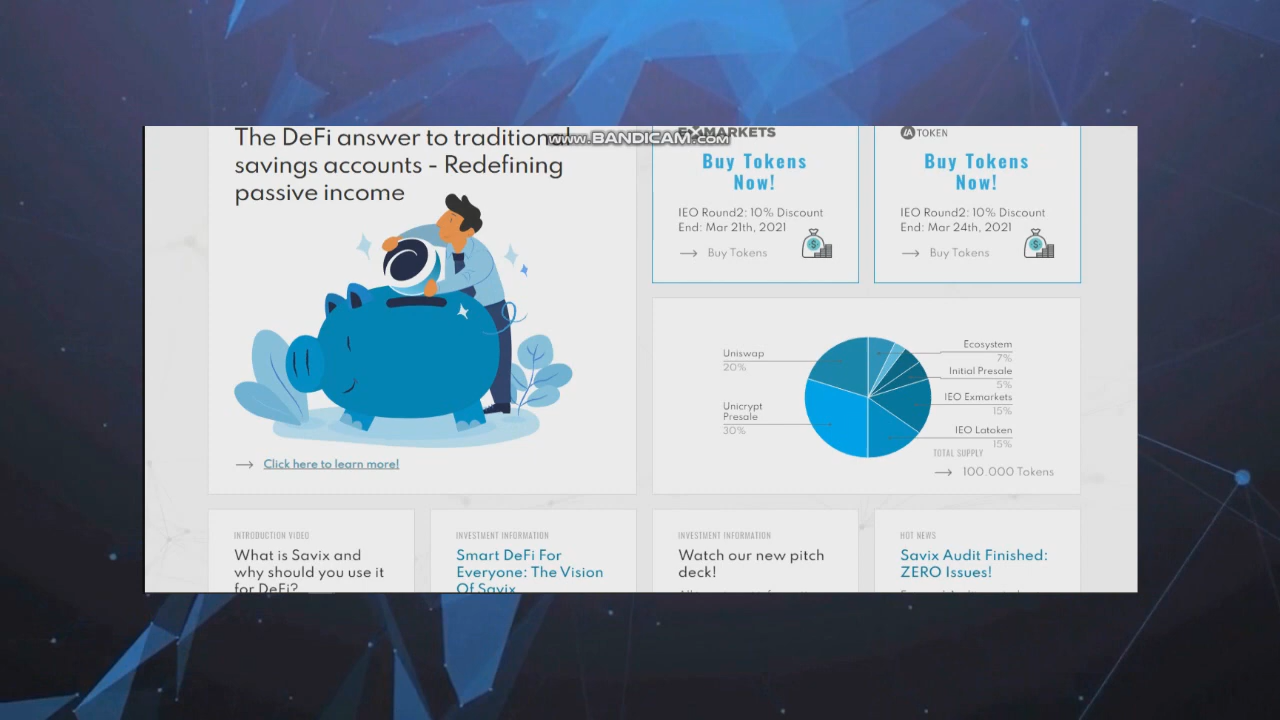 The DeFi answer to traditional
savings accounts - Redefining
passive income
Click here to learn more!
www.BANDICAM.com
EXMARKETS
Buy Tokens
Now!
IEO Round2: 10% Discount
End: Mar 21th, 2021
Buy Tokens
LA TOKEN
Buy Tokens
Now!
IEO Round2: 10% Discount
End: Mar 24th, 2021
Buy Tokens
Uniswap
20%
Unicrypt
Presale
30%
Ecosystem
7%
Initial Presale
5%
IEO Exmarkets
15%
IEO Latoken
15%
TOTAL SUPPLY
100.000 Tokens
INTRODUCTION VIDEO
What is Savix and
why should you use it
for DeFi?
INVESTMENT INFORMATION
Smart DeFi For
Everyone: The Vision
Of Savix
INVESTMENT INFORMATION
Watch our new pitch
deck!
HOT NEWS
Savix Audit Finished:
ZERO Issues!